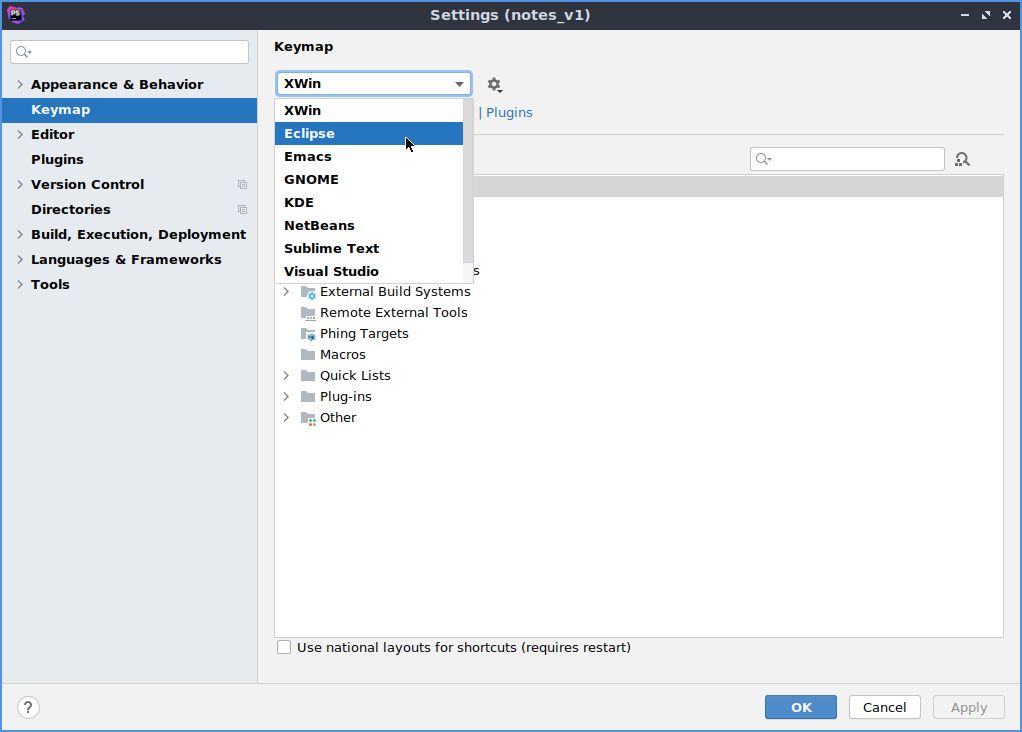 PS
Settings (notes_v1)
Appearance & Behavior
Keymap
Editor
Plugins
Version Control
Directories
Build, Execution, Deployment
Languages & Frameworks
Tools
Keymap
XWin
XWin
| Plugins
Eclipse
Emacs
GNOME
KDE
NetBeans
Sublime Text
Visual Studio
s
External Build Systems
Remote External Tools
Phing Targets
Macros
Quick Lists
Plug-ins
Other
Use national layouts for shortcuts (requires restart)
?
OK
Cancel
Apply